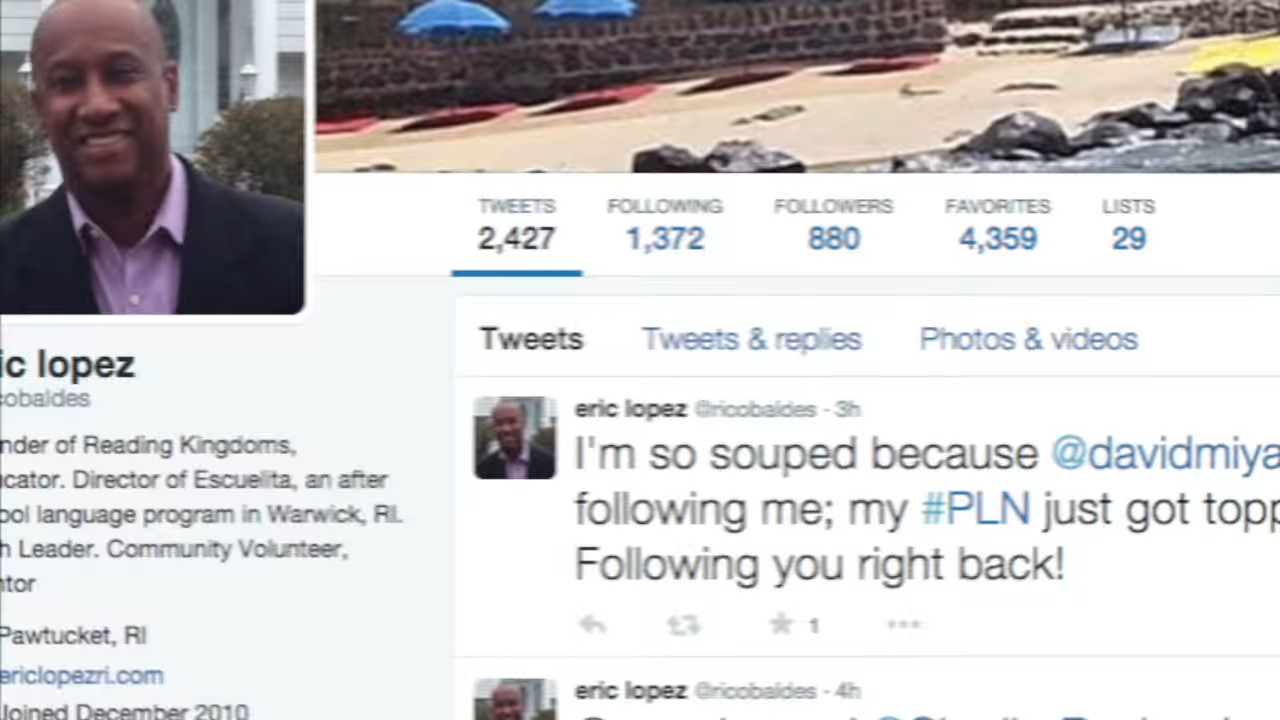 TWEETS FOLLOWING FOLLOWERS FAVORITES LISTS
2,427 1,372 880 4,359 29
Tweets Tweets & replies Photos & videos
ic lopez
cobaldes
nder of Reading Kingdoms,
ucator. Director of Escuelita, an after
ool language program in Warwick, RI.
h Leader. Community Volunteer,
ntor
Pawtucket, RI
ericlopezri.com
Joined December 2010
eric lopez @ricobaldes - 3h
I'm so souped because @davidmiya
following me; my #PLN just got topp
Following you right back!
1
eric lopez @ricobaldes - 4h